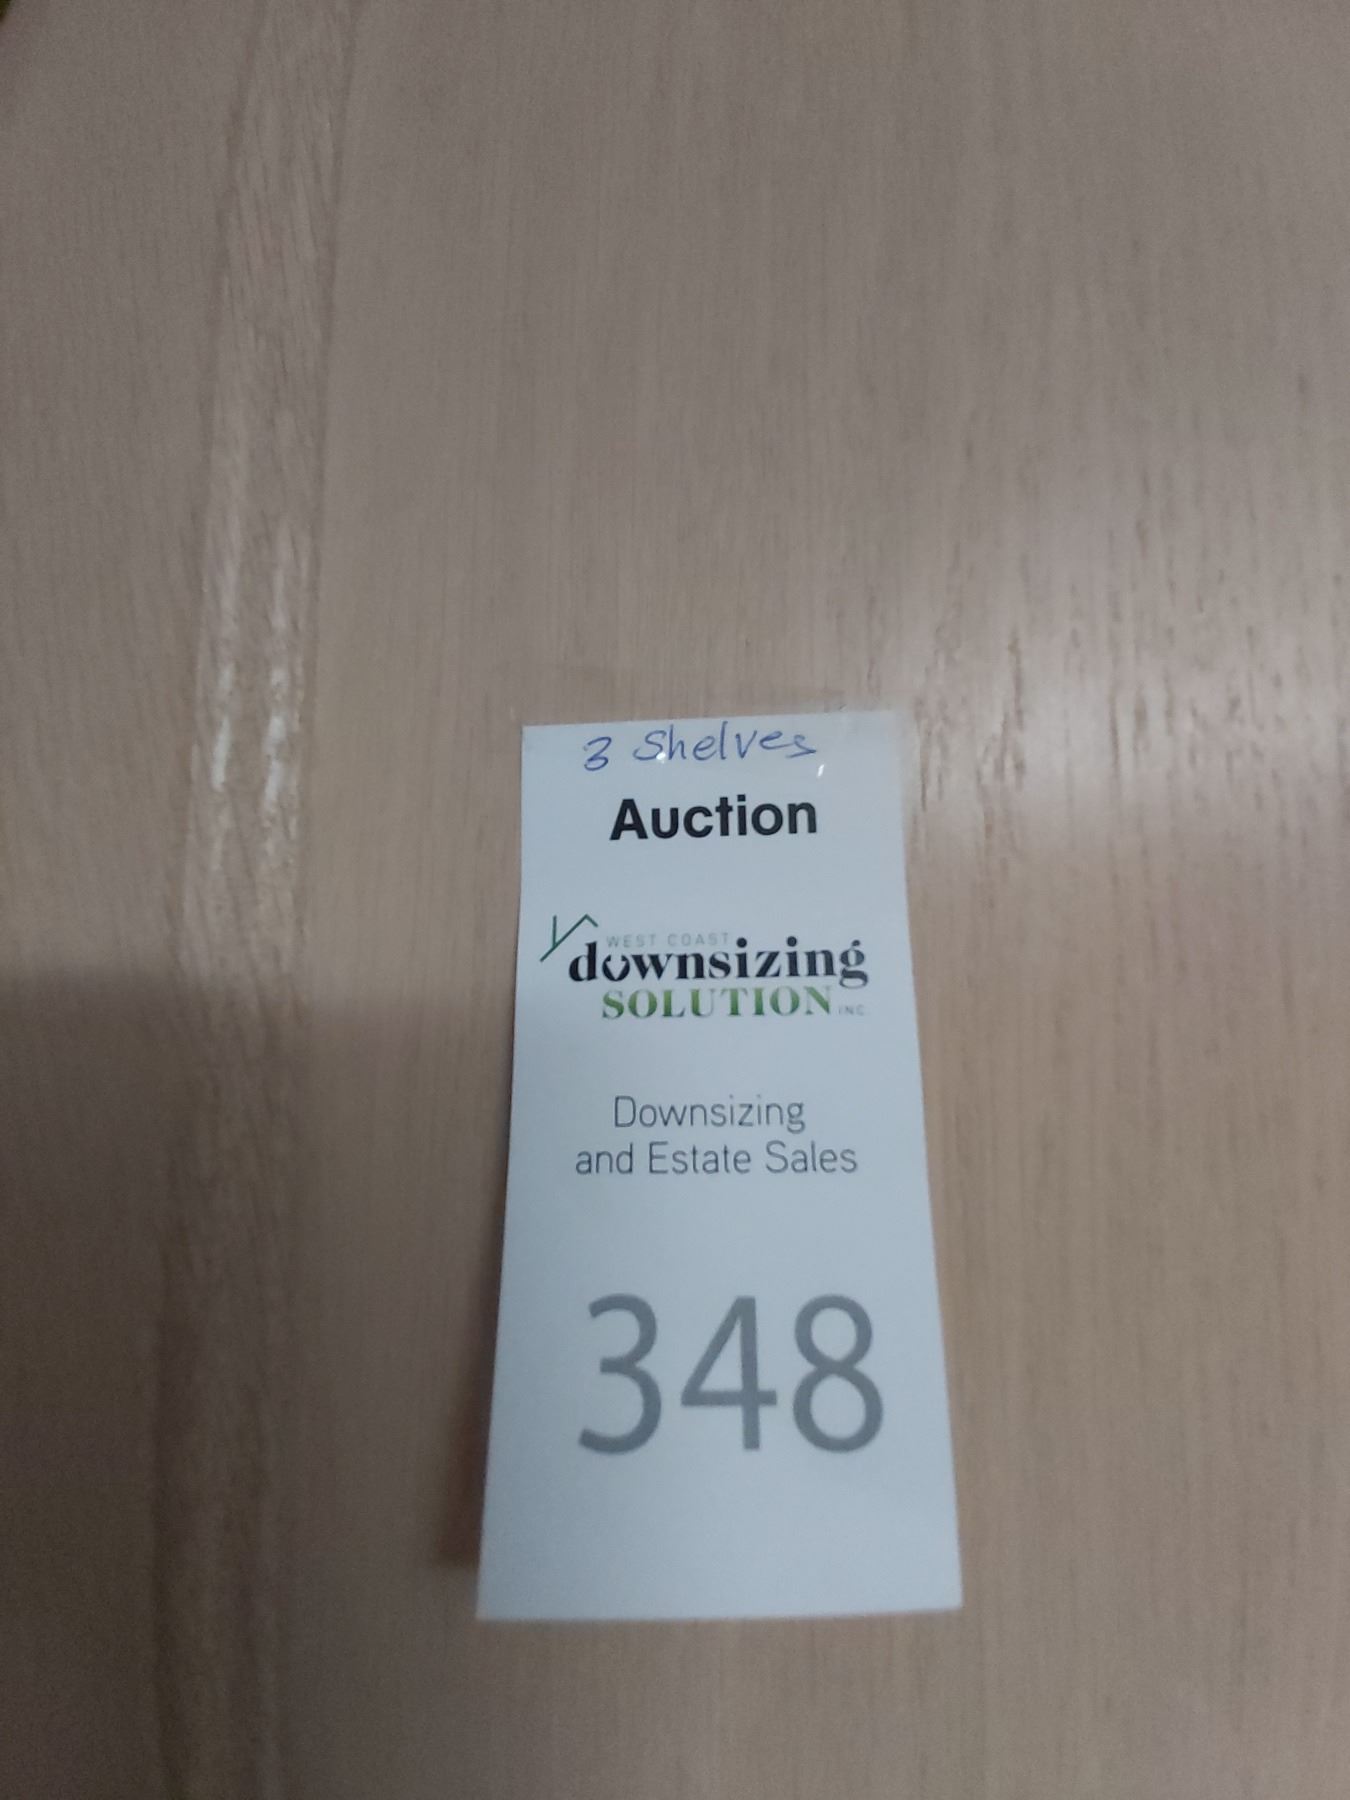 3 Shelves
Auction
WEST COAST
downsizing
SOLUTION INC
Downsizing
and Estate Sales
348